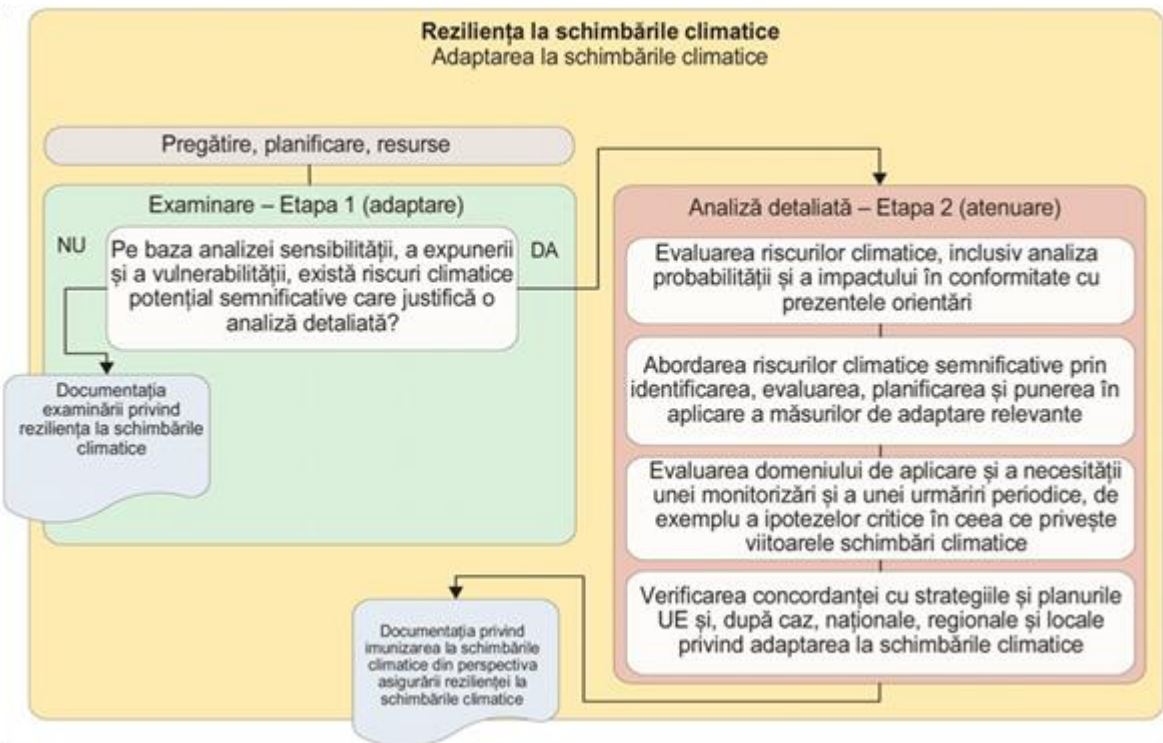 Reziliența la schimbările climatice
Adaptarea la schimbările climatice
Pregătire, planificare, resurse
Examinare – Etapa 1 (adaptare)
NU
Pe baza analizei sensibilității, a expunerii
și a vulnerabilității, există riscuri climatice
potențial semnificative care justifică o
analiză detaliată?
DA
Documentația
examinării privind
reziliența la schimbările
climatice
Analiză detaliată – Etapa 2 (atenuare)
Evaluarea riscurilor climatice, inclusiv analiza
probabilității și a impactului în conformitate cu
prezentele orientări
Abordarea riscurilor climatice semnificative prin
identificarea, evaluarea, planificarea și punerea în
aplicare a măsurilor de adaptare relevante
Evaluarea domeniului de aplicare și a necesității
unei monitorizări și a unei urmăriri periodice, de
exemplu a ipotezelor critice în ceea ce privește
viitoarele schimbări climatice
Verificarea concordanței cu strategiile și planurile
UE și, după caz, naționale, regionale și locale
privind adaptarea la schimbările climatice
Documentația privind
imunizarea la schimbările
climatice din perspectiva
asigurării rezilienței la
schimbările climatice